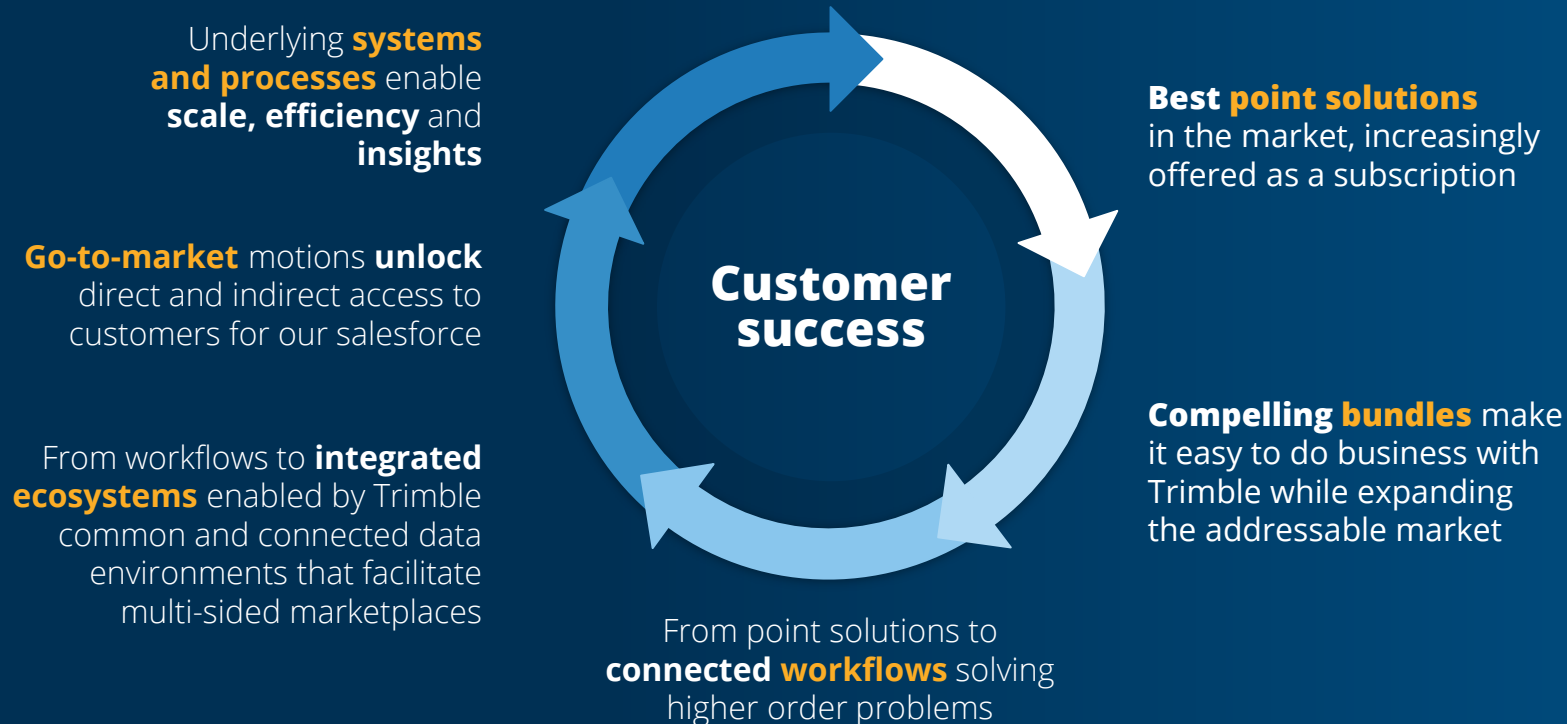 Underlying systems
and processes enable
scale, efficiency and
insights
Go-to-market motions unlock
direct and indirect access to
customers for our salesforce
From workflows to integrated
ecosystems enabled by Trimble
common and connected data
environments that facilitate
multi-sided marketplaces
Customer
success
Best point solutions
in the market, increasingly
offered as a subscription
Compelling bundles make
it easy to do business with
Trimble while expanding
the addressable market
From point solutions to
connected workflows solving
higher order problems